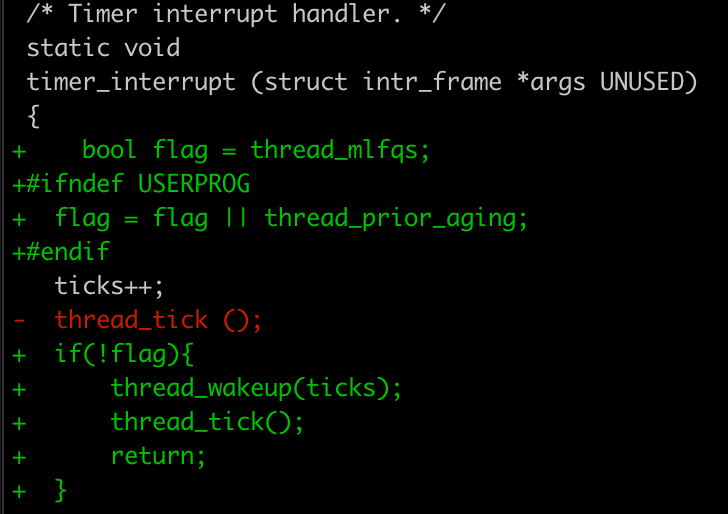 /* Timer interrupt handler. */
static void
timer_interrupt (struct intr_frame *args UNUSED)
{
+    bool flag = thread_mlfqs;
+#ifndef USERPROG
+  flag = flag || thread_prior_aging;
+#endif
   ticks++;
-  thread_tick ();
+  if(!flag){
+      thread_wakeup(ticks);
+      thread_tick();
+      return;
+  }